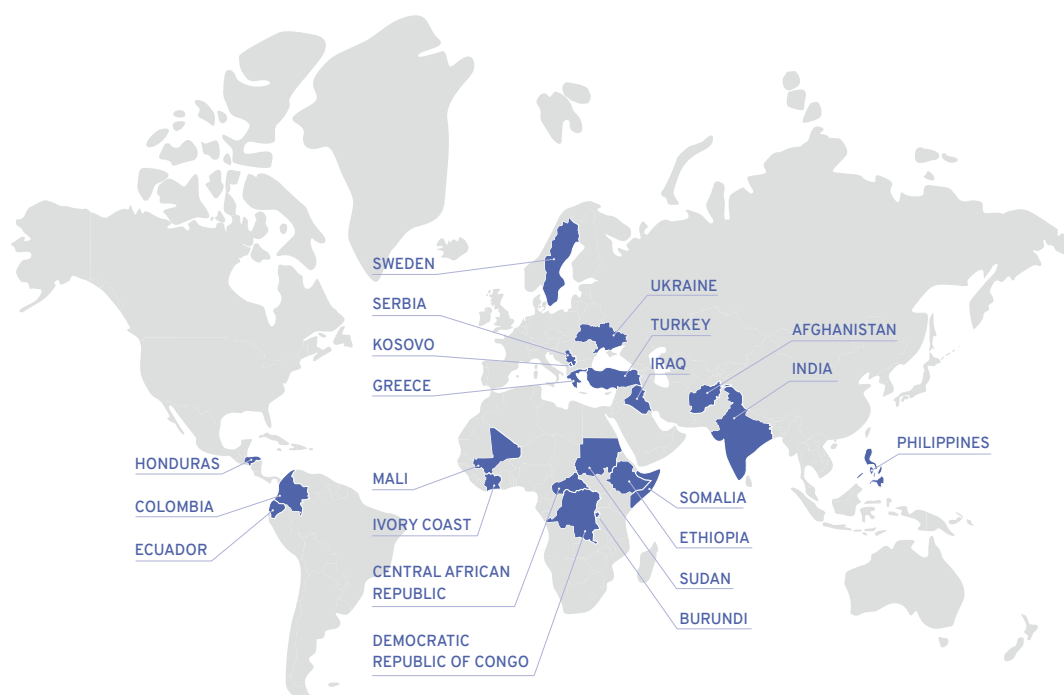 SWEDEN
SERBIA
KOSOVO
GREECE
UKRAINE
TURKEY
IRAQ
AFGHANISTAN
INDIA
PHILIPPINES
HONDURAS
COLOMBIA
ECUADOR
MALI
IVORY COAST
CENTRAL AFRICAN
REPUBLIC
DEMOCRATIC
REPUBLIC OF CONGO
SOMALIA
ETHIOPIA
SUDAN
BURUNDI